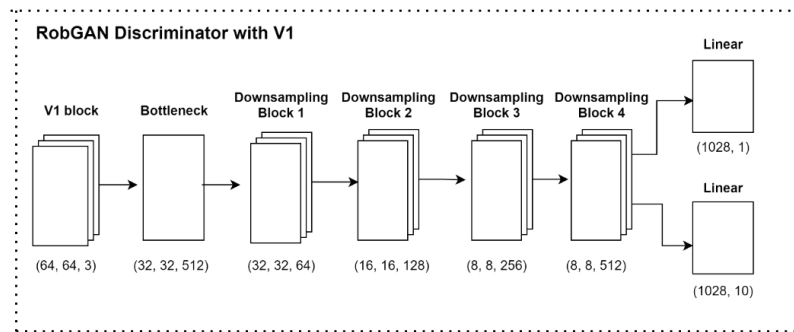 RobGAN Discriminator with V1
V1 block
Bottleneck
Downsampling
Block 1
Downsampling
Block 2
Downsampling
Block 3
Downsampling
Block 4
Linear
(1028, 1)
Linear
(1028, 10)
(64, 64, 3)
(32, 32, 512)
(32, 32, 64)
(16, 16, 128)
(8, 8, 256)
(8, 8, 512)